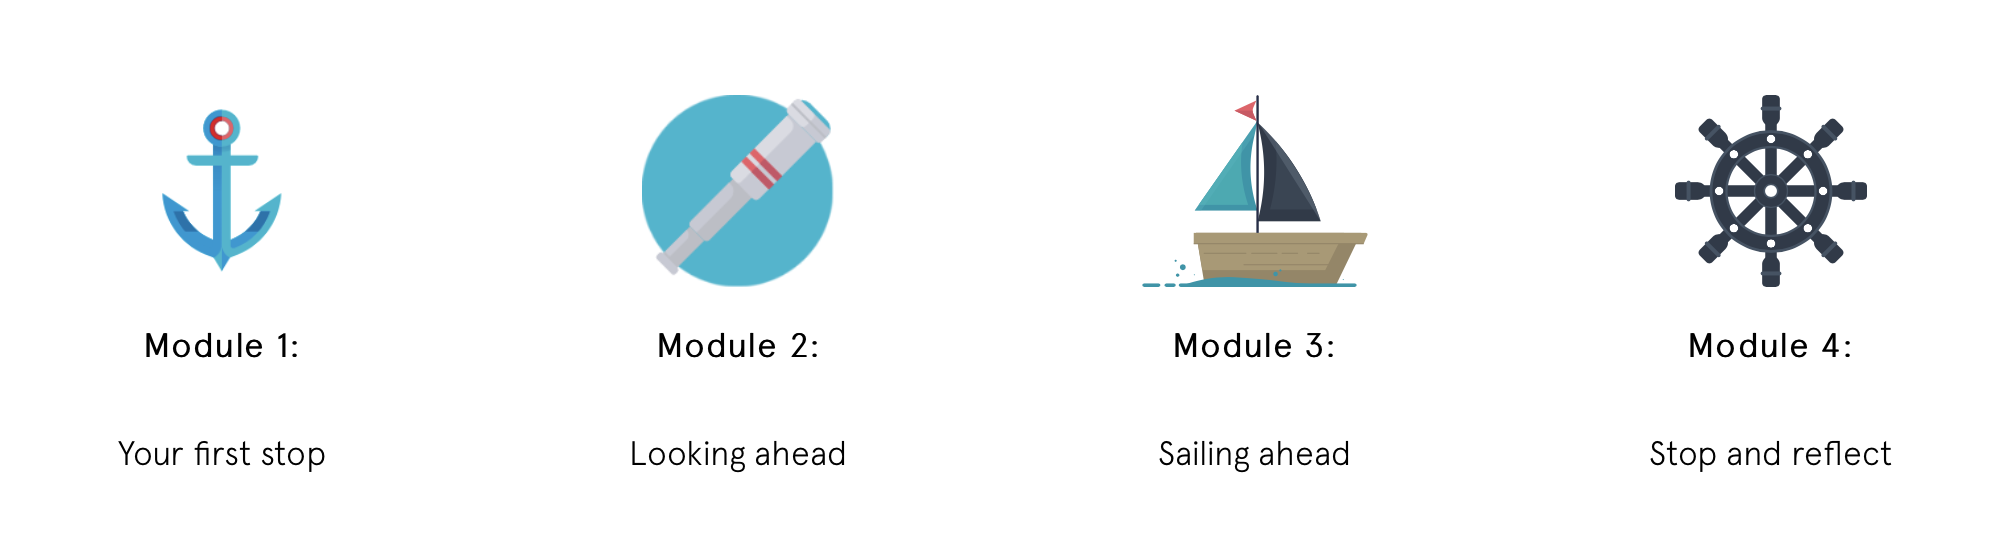 Module 1:
Your first stop
Module 2:
Looking ahead
Module 3:
Sailing ahead
Module 4:
Stop and reflect